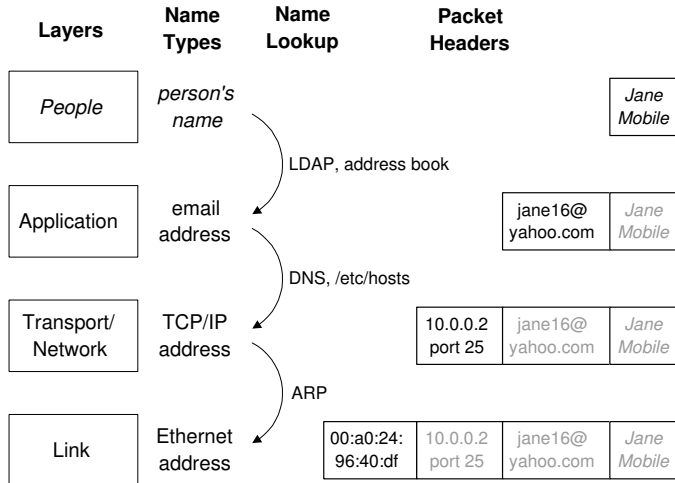 Layers
Name
Types
Name
Lookup
Packet
Headers
People
person's
name
Jane
Mobile
LDAP, address book
Application
email
address
jane16@
yahoo.com
Jane
Mobile
DNS, /etc/hosts
Transport/
Network
TCP/IP
address
10.0.0.2
port 25
jane16@
yahoo.com
Jane
Mobile
ARP
Link
Ethernet
address
00:a0:24:
96:40:df
10.0.0.2
port 25
jane16@
yahoo.com
Jane
Mobile